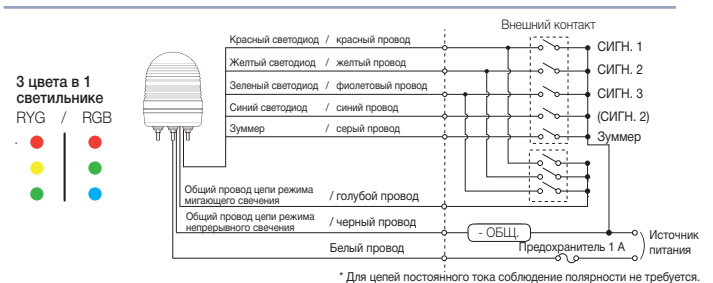 Внешний контакт
Красный светодиод / красный провод
СИГН. 1
Желтый светодиод / желтый провод
СИГН. 2
3 цвета в 1
светильнике
RYG / RGB
Зеленый светодиод / фиолетовый провод
СИГН. 3
Синий светодиод / синий провод
(СИГН. 2)
Зуммер / серый провод
Зуммер
Общий провод цепи режима
мигающего свечения / голубой провод
Общий провод цепи режима
непрерывного свечения / черный провод
- ОБЩ.
Белый провод
Предохранитель 1 А
Источник
питания
* Для цепей постоянного тока соблюдение полярности не требуется.